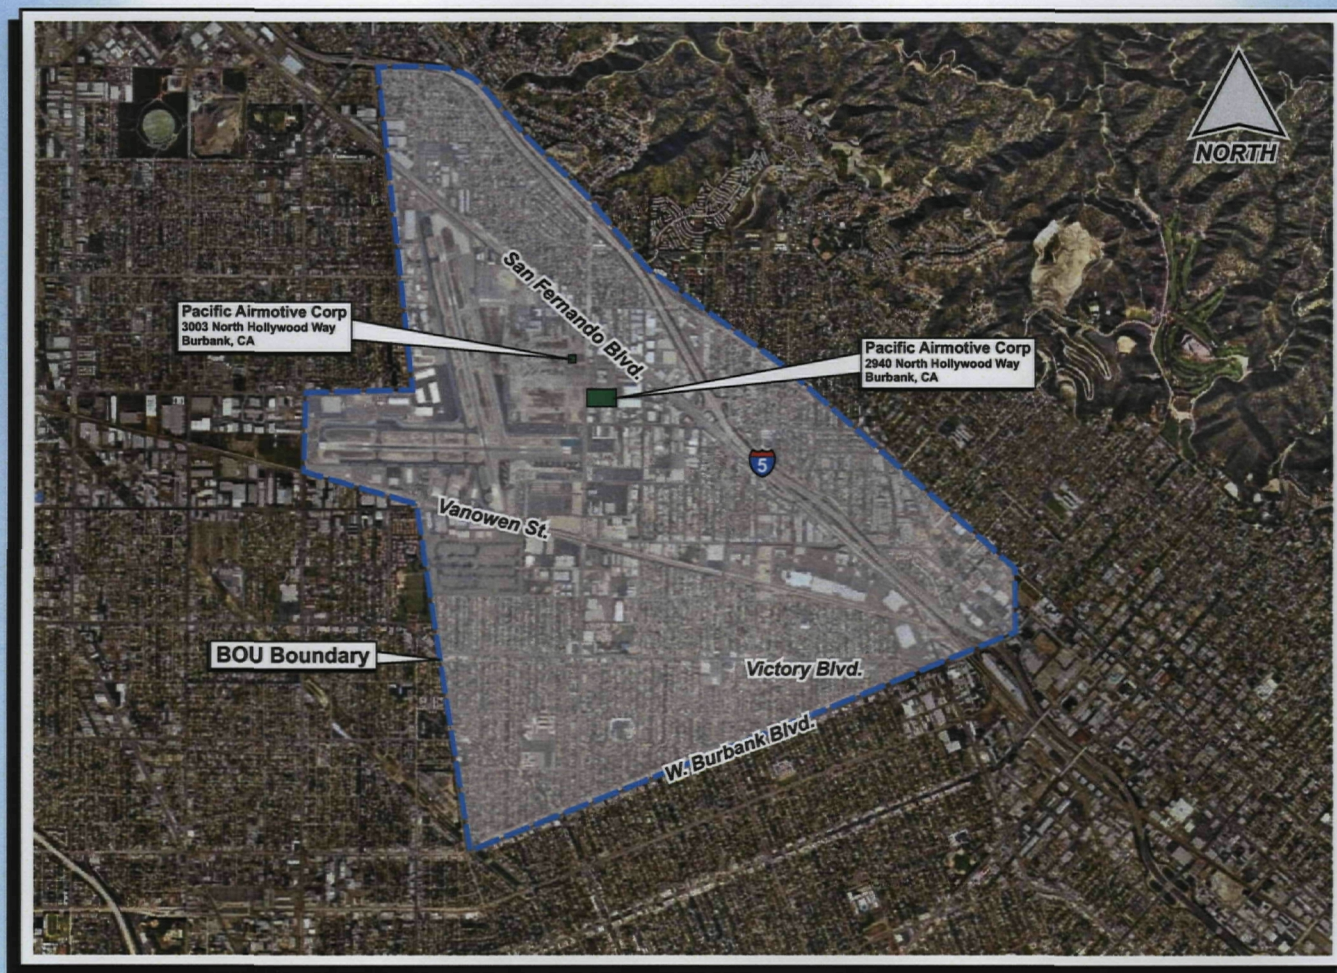 NORTH
San Fernando Blvd.
Pacific Airmotive Corp
3003 North Hollywood Way
Burbank, CA
Pacific Airmotive Corp
2940 North Hollywood Way
Burbank, CA
5
Vanowen St.
BOU Boundary
Victory Blvd.
W. Burbank Blvd.